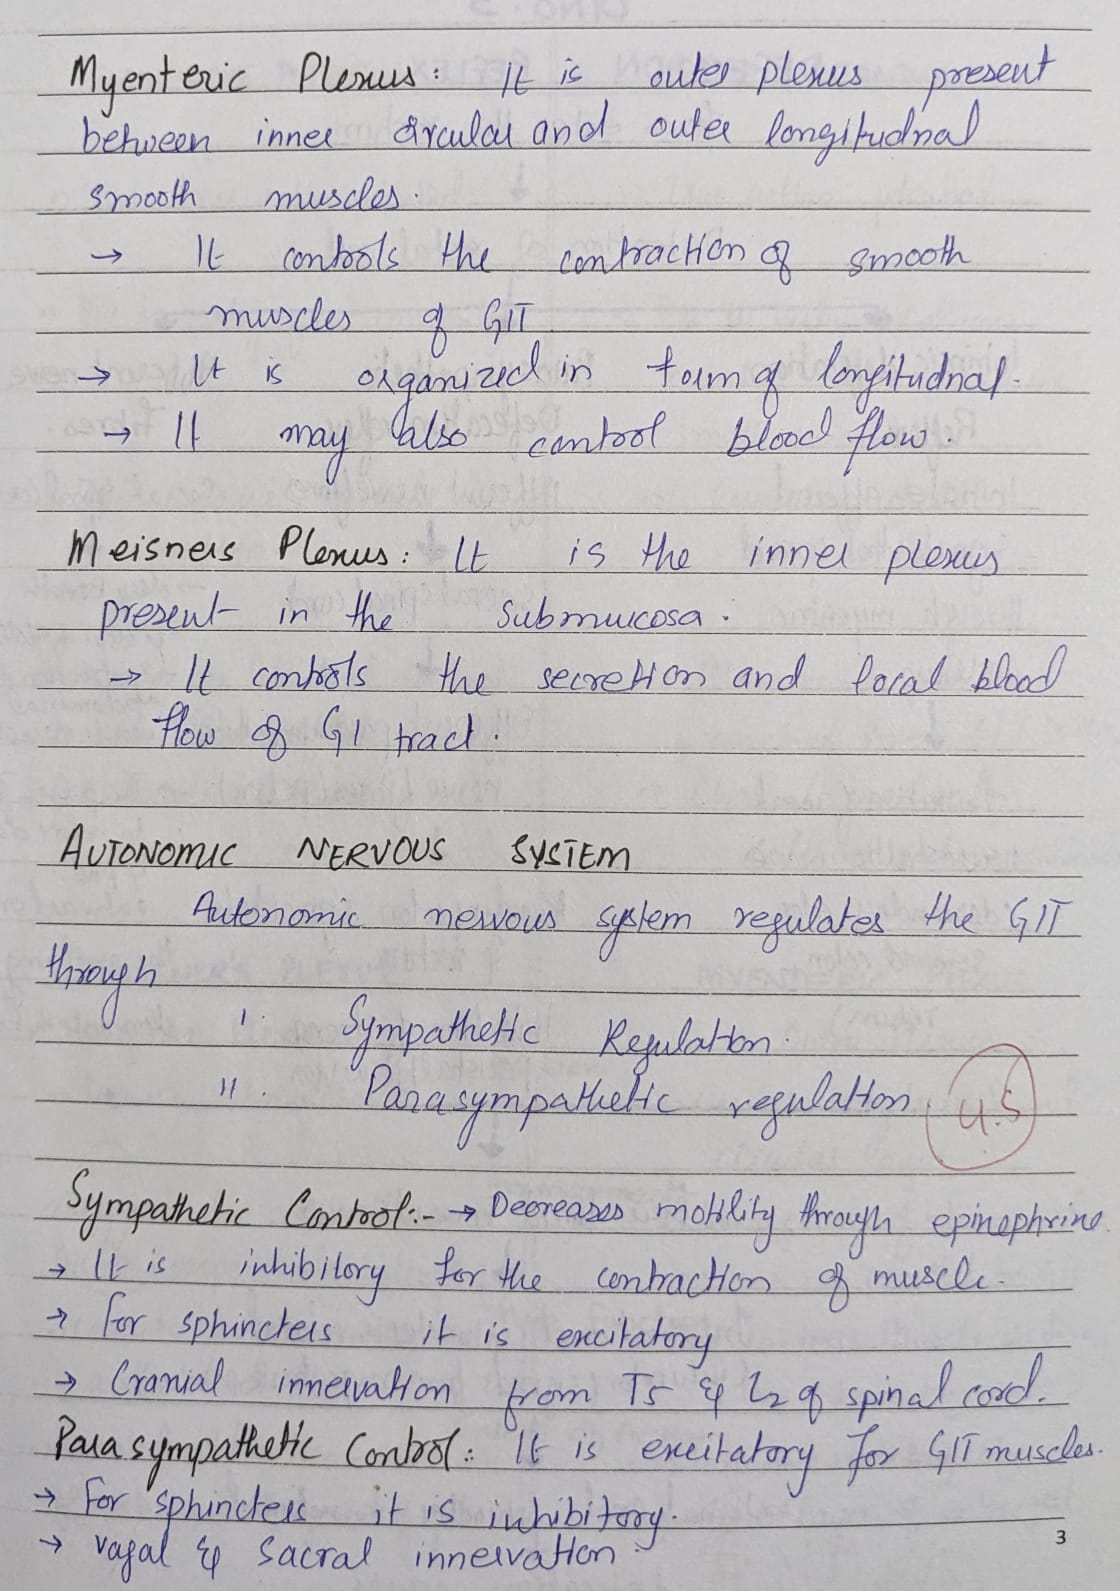 Myenteric Plexus: It is outer plexus present
between inner circular and outer longitudnal
smooth muscles.
→ It controls the contraction of smooth
muscles of GIT
→ It is organized in form of longitudnal.
→ It may also control blood flow.
Meisners Plexus: It is the inner plexus
present in the submucosa.
→ It controls the secretion and local blood
flow of GI tract.
AUTONOMIC NERVOUS SYSTEM
Autonomic nervous system regulates the GIT
through
I. Sympathetic Regulation.
II. Parasympathetic regulation.
4.5
Sympathetic Control:- → Decreases motility through epinephrine.
→ It is inhibitory for the contraction of muscle.
→ For sphincters it is excitatory
→ Cranial innervation from T5 & L2 of spinal cord.
Parasympathetic Control: It is excitatory for GIT muscles.
→ For sphincters it is inhibitory.
→ vagal & sacral innervation.
3